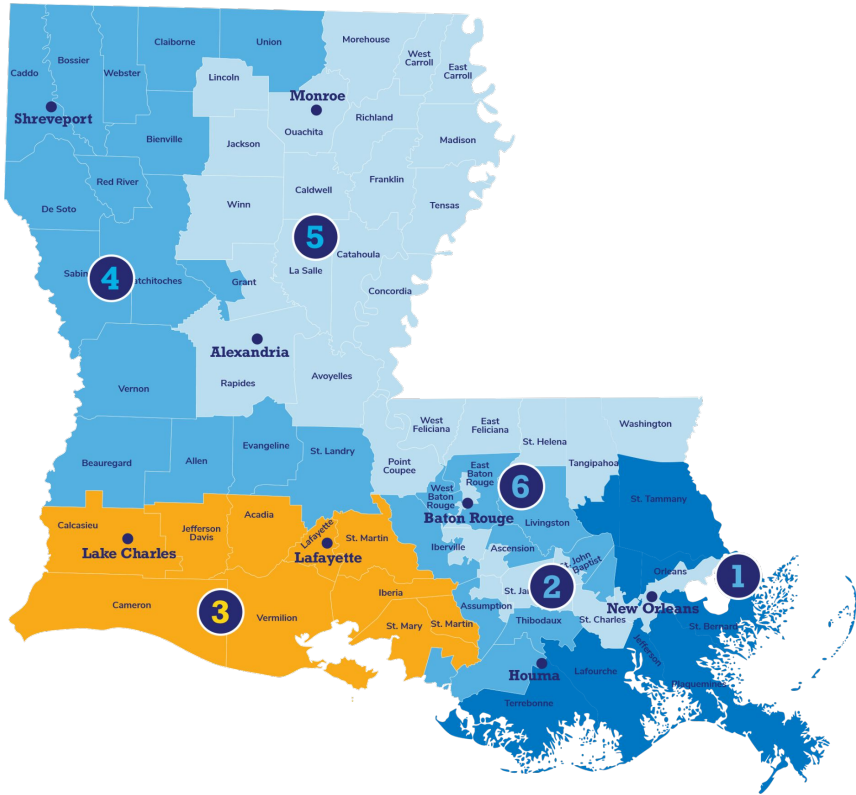 Claiborne
Union
Morehouse
West
Carroll
East
Carroll
Bossier
Caddo
Webster
Lincoln
Monroe
Shreveport
Ouachita
Richland
Madison
Bienville
Jackson
Franklin
Red River
Caldwell
De Soto
Winn
Tensas
5
Catahoula
4
Sabin
tchitoches
La Salle
Grant
Concordia
Alexandria
Rapides
Avoyelles
Vernon
West
Feliciana
East
Feliciana
St. Helena
Washington
Evangeline
St. Landry
Beauregard
Allen
Point
Coupee
East
Baton
Rouge
Tangipahoa
6
West
Baton
Rouge
St. Tammany
Baton Rouge
Livingston
Calcasieu
Jefferson
Davis
Acadia
Lafayette
St. Martin
Lake Charles
Lafayette
Iberville
Ascension
St. John
Baptist
Orleans
1
2
St. Ja
Iberia
Cameron
3
Vermilion
Assumption
New Orleans
St. Mary
St. Martin
Thibodaux
St. Charles
St. Bernard
Jefferson
Houma
Lafourche
Plaquemines
Terrebonne